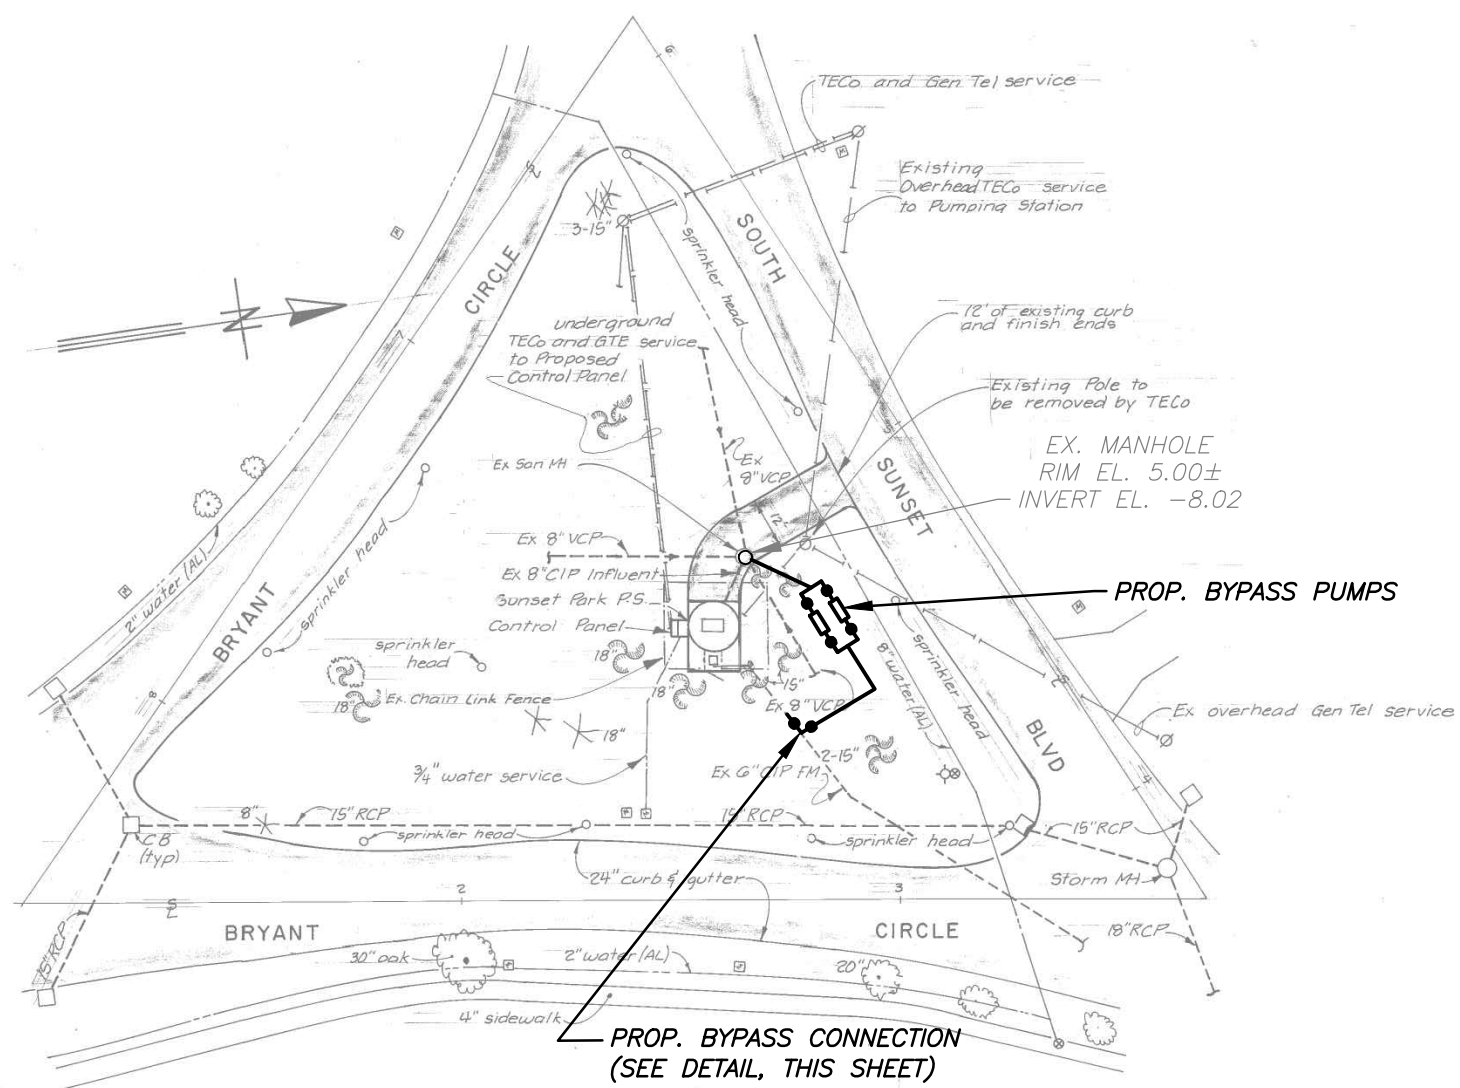 6
TECo and Gen Tel service
Existing
Overhead TECo service
to Pumping Station
3-15"
SOUTH
CIRCLE
sprinkler head
N
12' of existing curb
and finish ends
underground
TECo and GTE service
to Proposed
Control Panel
7
Existing Pole to
be removed by TECo
5
EX. MANHOLE
RIM EL. 5.00±
INVERT EL. -8.02
Ex San MH
Ex
8"VCP
SUNSET
12'
sprinkler head
Ex 8" VCP
Ex 8"CIP Influent
2" water (AL)
PROP. BYPASS PUMPS
Sunset Park P.S.
Control Panel
BRYANT
sprinkler
head
18"
8" water (AL)
sprinkler head
18"
15"
18"
Ex. Chain Link Fence
Ex 8" VCP
8
Ex overhead Gen Tel service
18"
BLVD
2-15"
3/4" water service
Ex 6" CIP FM
4
8"
15" RCP
15" RCP
15" RCP
CB
(typ)
sprinkler head
sprinkler head
24" curb & gutter
Storm MH
2
3
15" RCP
BRYANT
CIRCLE
18" RCP
30" oak
2" water (AL)
20"
4" sidewalk
PROP. BYPASS CONNECTION
(SEE DETAIL, THIS SHEET)